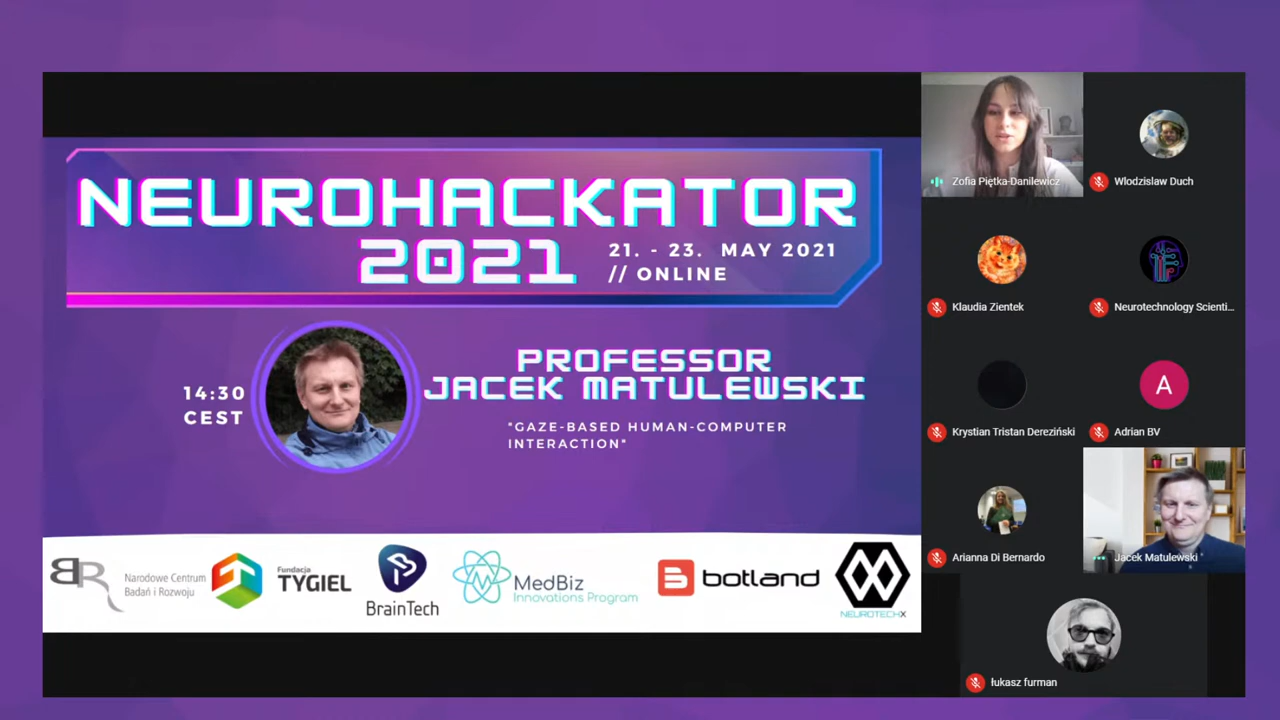 NEUROHACKATOR
2021
21. - 23. MAY 2021
// ONLINE
14:30
CEST
PROFESSOR
JACEK MATULEWSKI
"GAZE-BASED HUMAN-COMPUTER
INTERACTION"
BR
Narodowe Centrum
Badań i Rozwoju
Fundacja
TYGIEL
BrainTech
MedBiz
Innovations Program
botland
NEUROTECHX
Zofia Piętka-Danilewicz
Wlodzislaw Duch
Klaudia Zientek
Neurotechnology Scienti...
Krystian Tristan Dereziński
A
Adrian BV
Arianna Di Bernardo
Jacek Matulewski
łukasz furman